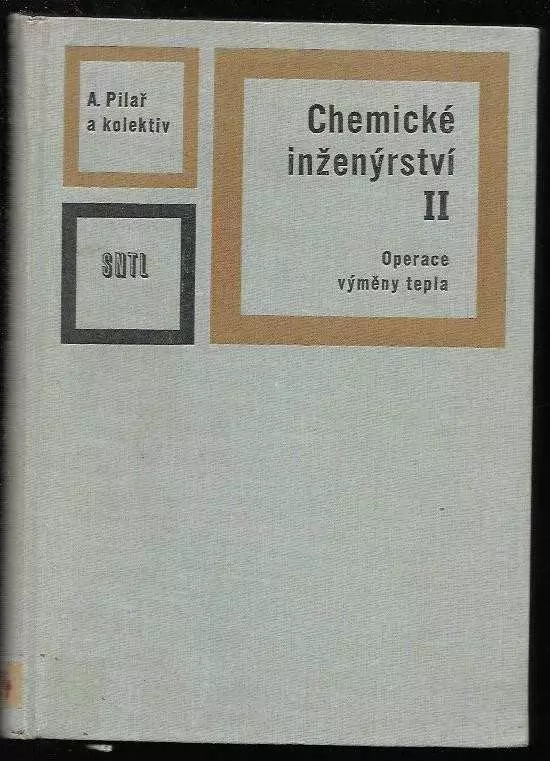 A. Pilař
a kolektiv
Chemické
inženýrství
II
Operace
výměny tepla
SNTL